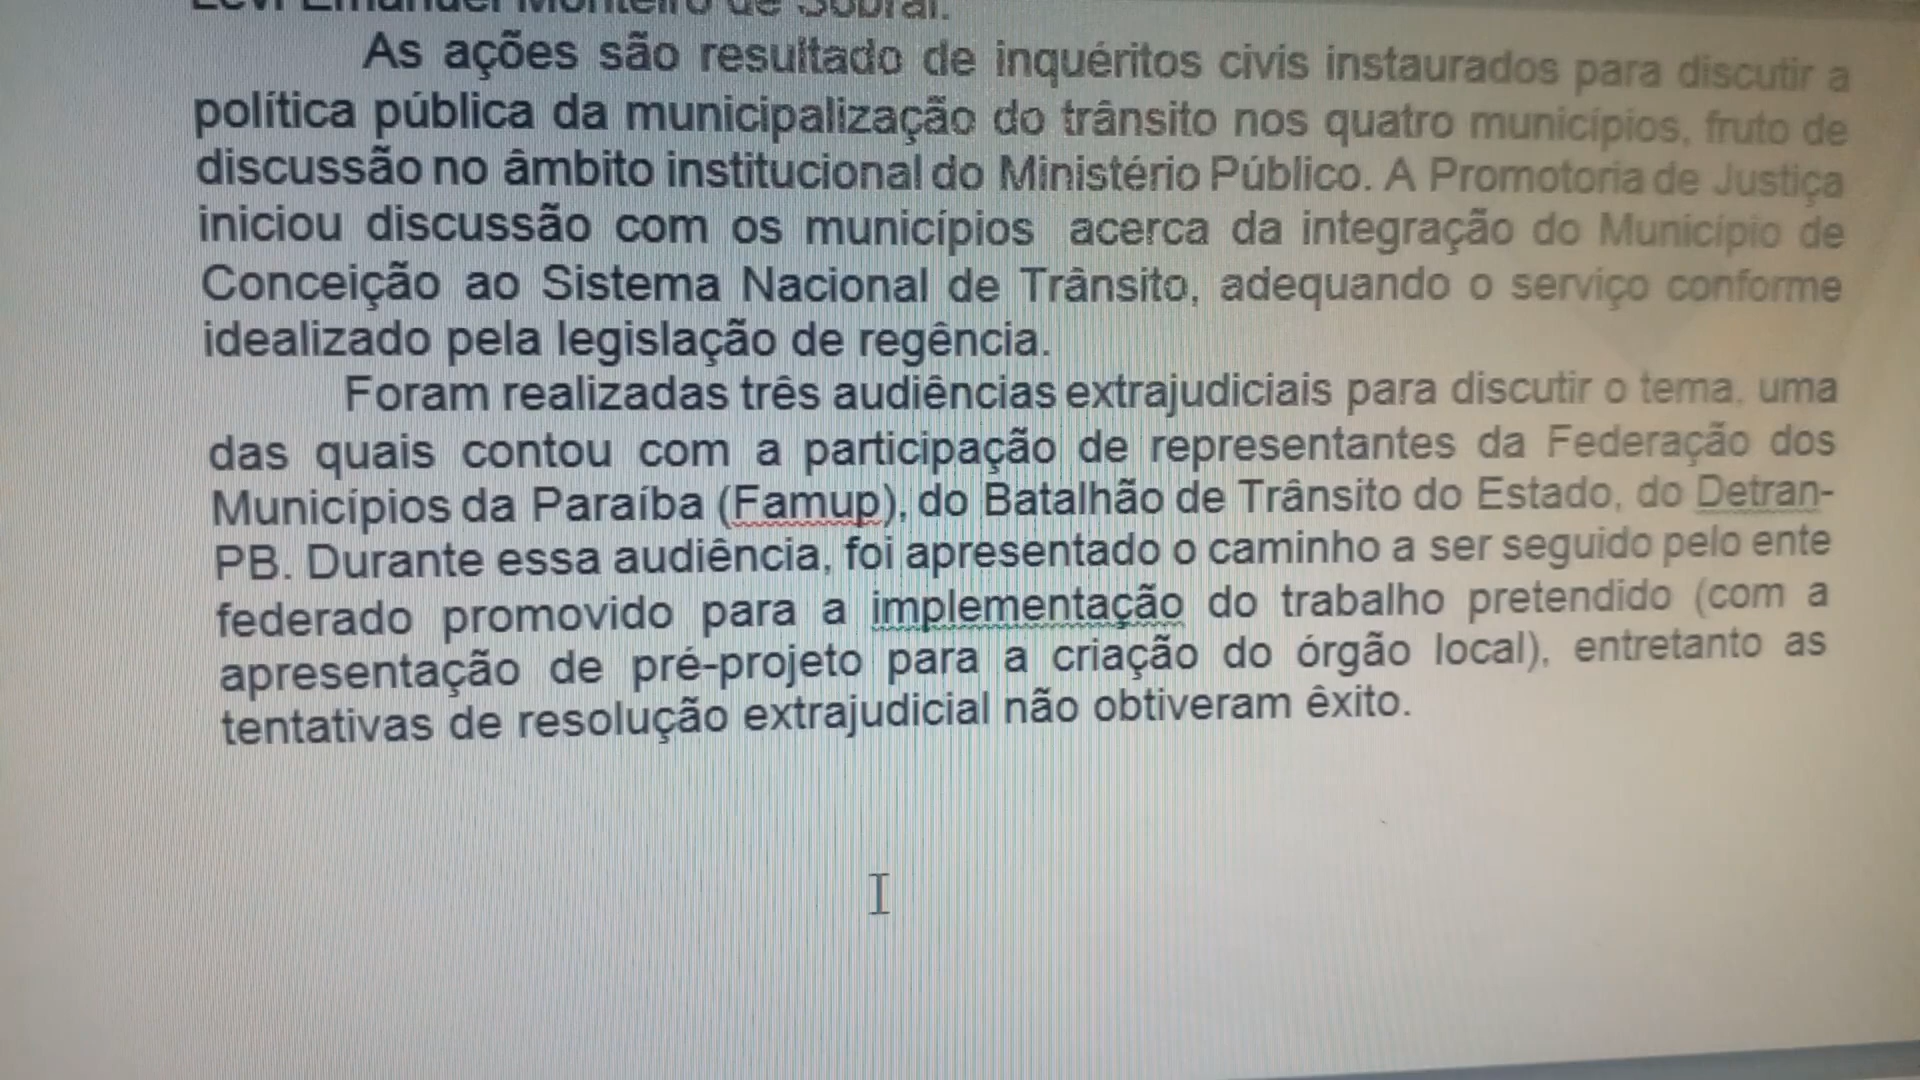 Levi Emanuel Monteiro de Sobral.
As ações são resultado de inquéritos civis instaurados para discutir a
política pública da municipalização do trânsito nos quatro municípios, fruto de
discussão no âmbito institucional do Ministério Público. A Promotoria de Justiça
iniciou discussão com os municípios acerca da integração do Município de
Conceição ao Sistema Nacional de Trânsito, adequando o serviço conforme
idealizado pela legislação de regência.
Foram realizadas três audiências extrajudiciais para discutir o tema, uma
das quais contou com a participação de representantes da Federação dos
Municípios da Paraíba (Famup), do Batalhão de Trânsito do Estado, do Detran-
PB. Durante essa audiência, foi apresentado o caminho a ser seguido pelo ente
federado promovido para a implementação do trabalho pretendido (com a
apresentação de pré-projeto para a criação do órgão local), entretanto as
tentativas de resolução extrajudicial não obtiveram êxito.